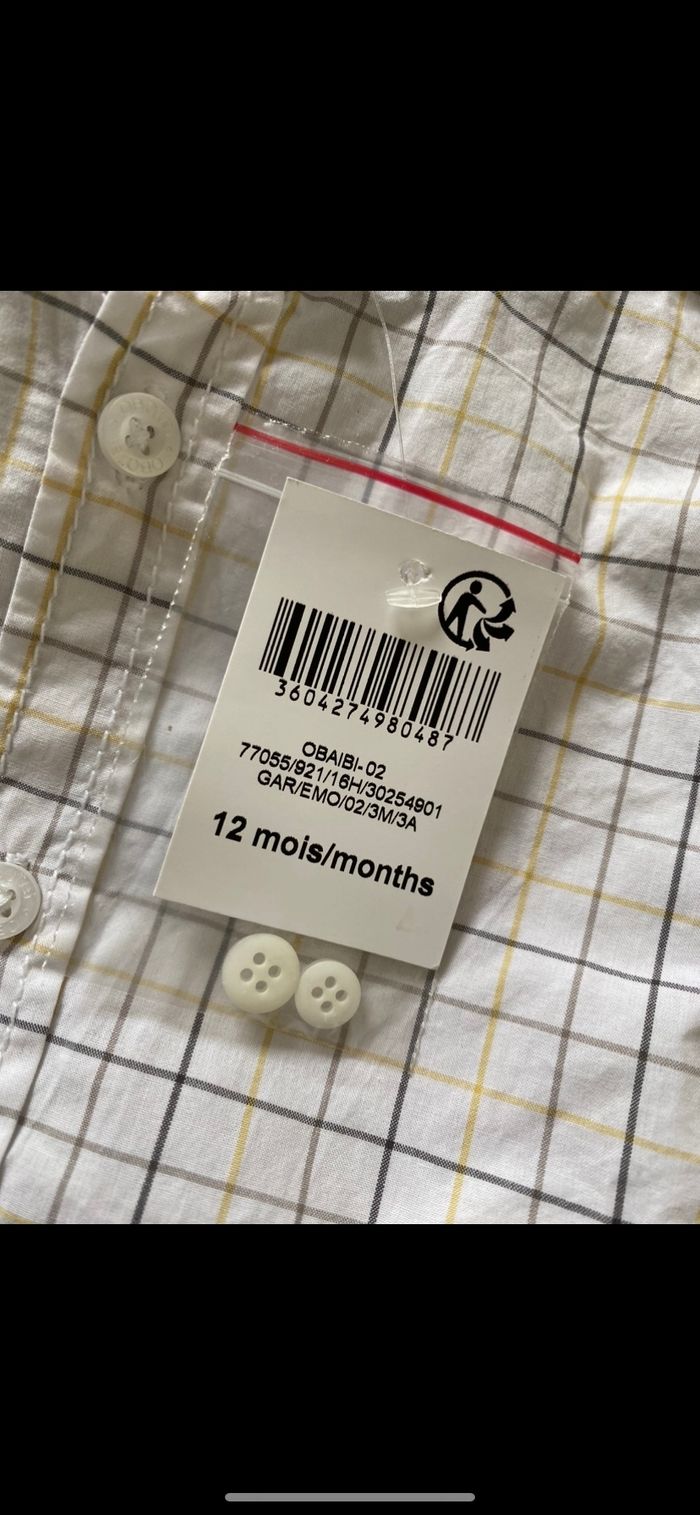 3604274980487
OBAIBI-02
77055/921/16H/30254901
GAR/EMO/02/3M/3A
12 mois/months